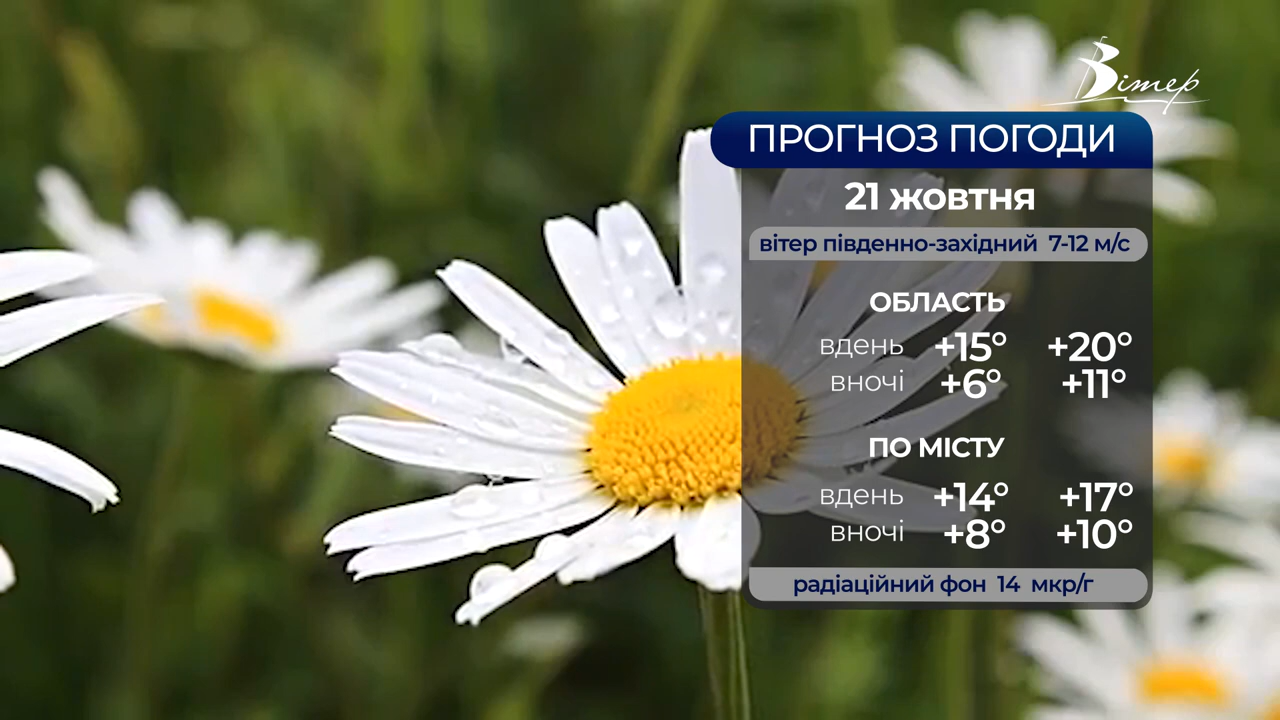 Вітер
ПРОГНОЗ ПОГОДИ
21 жовтня
вітер південно-західний 7-12 м/с
ОБЛАСТЬ
вдень +15° +20°
вночі +6° +11°
ПО МІСТУ
вдень +14° +17°
вночі +8° +10°
радіаційний фон 14 мкр/г